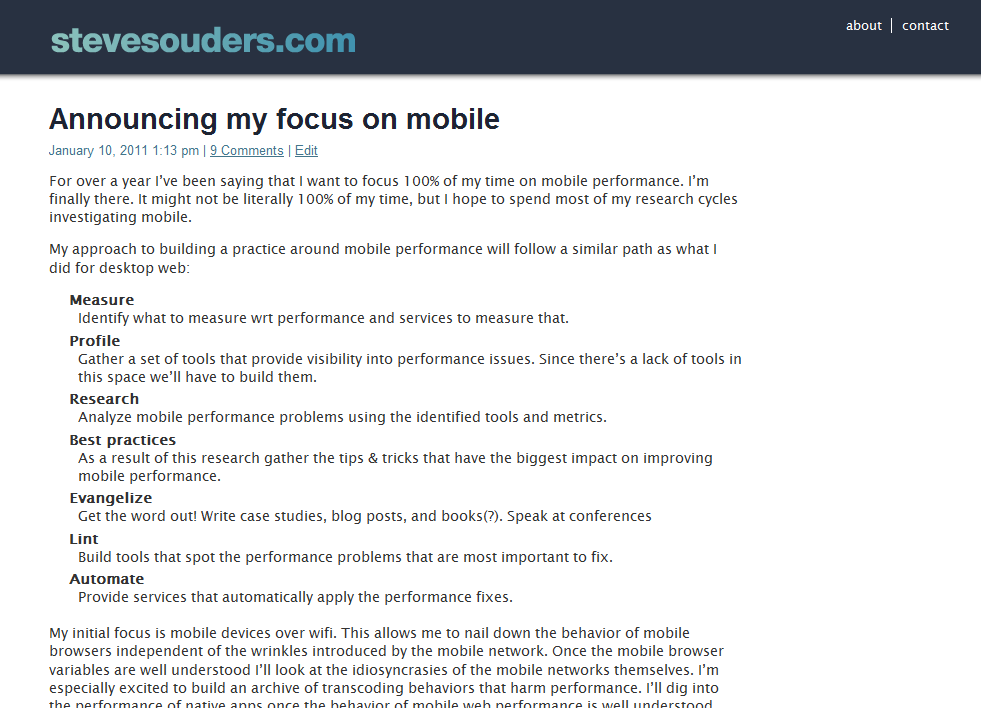 stevesouders.com
about | contact
Announcing my focus on mobile
January 10, 2011 1:13 pm | 9 Comments | Edit
For over a year I’ve been saying that I want to focus 100% of my time on mobile performance. I’m
finally there. It might not be literally 100% of my time, but I hope to spend most of my research cycles
investigating mobile.
My approach to building a practice around mobile performance will follow a similar path as what I
did for desktop web:
Measure
Identify what to measure wrt performance and services to measure that.
Profile
Gather a set of tools that provide visibility into performance issues. Since there’s a lack of tools in
this space we’ll have to build them.
Research
Analyze mobile performance problems using the identified tools and metrics.
Best practices
As a result of this research gather the tips & tricks that have the biggest impact on improving
mobile performance.
Evangelize
Get the word out! Write case studies, blog posts, and books(?). Speak at conferences
Lint
Build tools that spot the performance problems that are most important to fix.
Automate
Provide services that automatically apply the performance fixes.
My initial focus is mobile devices over wifi. This allows me to nail down the behavior of mobile
browsers independent of the wrinkles introduced by the mobile network. Once the mobile browser
variables are well understood I’ll look at the idiosyncrasies of the mobile networks themselves. I’m
especially excited to build an archive of transcoding behaviors that harm performance. I’ll dig into
the performance of native apps once the behavior of mobile web performance is well understood.